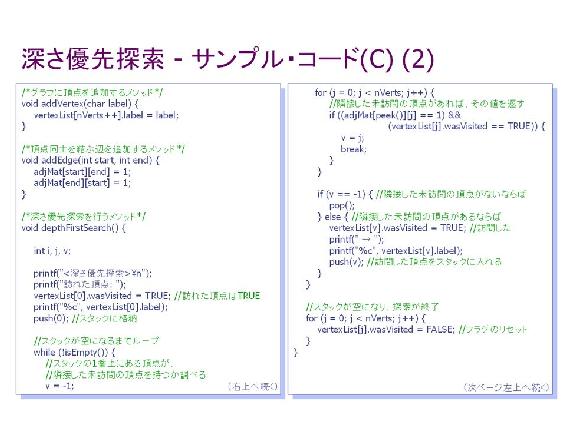 深さ優先探索 - サンプル・コード(C) (2)
/*グラフに頂点を追加するメソッド*/
void addVertex(char label) {
vertexList[nVerts++].label = label;
}
/*頂点同士を結ぶ辺を追加するメソッド*/
void addEdge(int start, int end) {
adjMat[start][end] = 1;
adjMat[end][start] = 1;
}
/*深さ優先探索を行うメソッド*/
void depthFirstSearch() {
int i, j, v;
printf("<深さ優先探索>¥n");
printf("訪れた頂点: ");
vertexList[0].wasVisited = TRUE; //訪れた頂点はTRUE
printf("%c", vertexList[0].label);
push(0); //スタックに格納
//スタックが空になるまでループ
while (!isEmpty()) {
//スタックの1番上にある頂点が、
//隣接した未訪問の頂点を持つか調べる
v = -1;
(右上へ続く)
for (j = 0; j < nVerts; j++) {
//隣接した未訪問の頂点があれば、その値を返す
if ((adjMat[peek()][j] == 1) &&
(vertexList[j].wasVisited == TRUE)) {
v = j;
break;
}
}
if (v == -1) { //隣接した未訪問の頂点がないならば
pop();
} else { //隣接した未訪問の頂点があるならば
vertexList[v].wasVisited = TRUE; //訪問した
printf(" → ");
printf("%c", vertexList[v].label);
push(v); //訪問した頂点をスタックに入れる
}
}
//スタックが空になり、探索が終了
for (j = 0; j < nVerts; j++) {
vertexList[j].wasVisited = FALSE; //フラグのリセット
}
}
(次ページ左上へ続く)